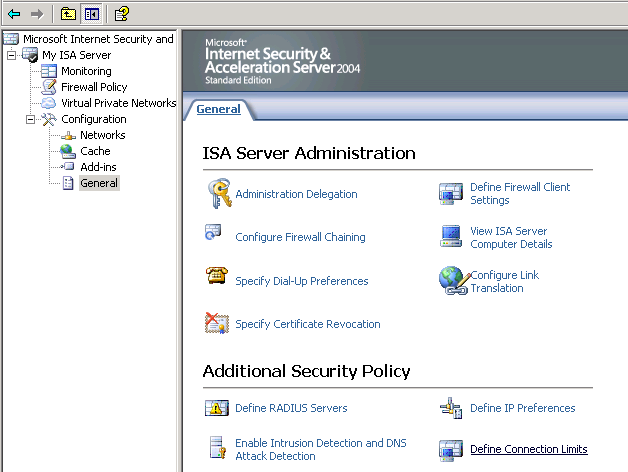 Microsoft Internet Security and
My ISA Server
Monitoring
Firewall Policy
Virtual Private Networks
Configuration
Networks
Cache
Add-ins
General
Microsoft®
Internet Security &
Acceleration Server 2004
Standard Edition
General
ISA Server Administration
Administration Delegation
Define Firewall Client
Settings
Configure Firewall Chaining
View ISA Server
Computer Details
Specify Dial-Up Preferences
Configure Link
Translation
Specify Certificate Revocation
Additional Security Policy
Define RADIUS Servers
Define IP Preferences
Enable Intrusion Detection and DNS
Attack Detection
Define Connection Limits